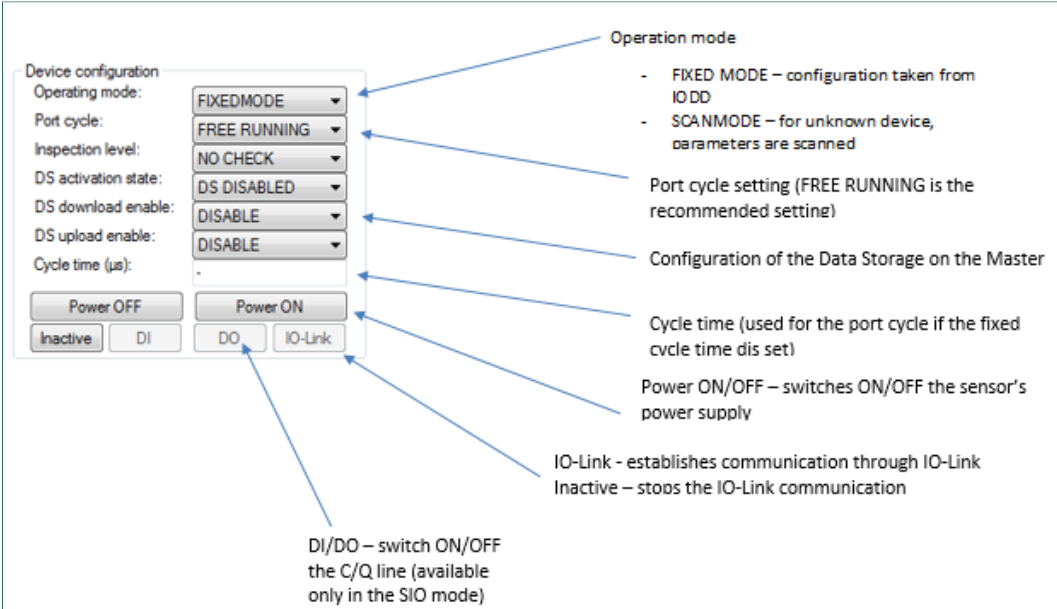 Device configuration
Operating mode:
FIXEDMODE
Port cycle:
FREE RUNNING
Inspection level:
NO CHECK
DS activation state:
DS DISABLED
DS download enable:
DISABLE
DS upload enable:
DISABLE
Cycle time (µs):
-
Power OFF
Power ON
Inactive
DI
DO
IO-Link
Operation mode
- FIXED MODE – configuration taken from
IODD
- SCANMODE – for unknown device,
parameters are scanned
Port cycle setting (FREE RUNNING is the
recommended setting)
Configuration of the Data Storage on the Master
Cycle time (used for the port cycle if the fixed
cycle time dis set)
Power ON/OFF – switches ON/OFF the sensor's
power supply
IO-Link - establishes communication through IO-Link
Inactive – stops the IO-Link communication
DI/DO – switch ON/OFF
the C/Q line (available
only in the SIO mode)